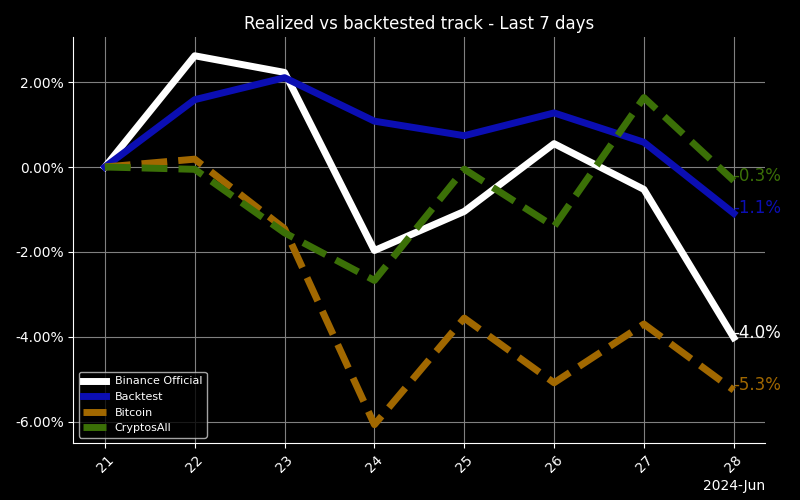 Realized vs backtested track - Last 7 days
2.00%
0.00%
-2.00%
-4.00%
-6.00%
-0.3%
-1.1%
-4.0%
-5.3%
Binance Official
Backtest
Bitcoin
CryptosAll
21 22 23 24 25 26 27 28
2024-Jun